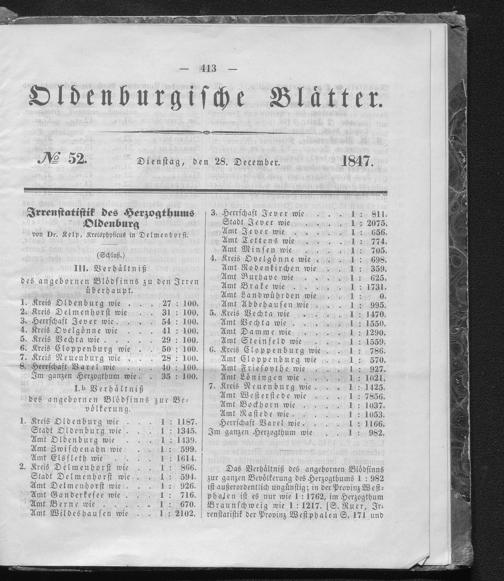 — 413 —
Oldenburgische Blätter.
№ 52.
Dienstag, den 28. December.
1847.
Irrenstatistik des Herzogthums
Oldenburg
von Dr. Kelp, Kreisphysicus in Delmenhorst.
(Schluß.)
III. Verhältniß
des angebornen Blödsinns zu den Irren
überhaupt.
1. Kreis Oldenburg wie . . . 27 : 100.
2. Kreis Delmenhorst wie . . . 31 : 100.
3. Herrschaft Jever wie . . . 54 : 100.
4. Kreis Ovelgönne wie . . . 41 : 100.
5. Kreis Vechta wie . . . 29 : 100.
6. Kreis Cloppenburg wie . . . 50 : 100.
7. Kreis Neuenburg wie . . . 28 : 100.
8. Herrschaft Varel wie . . . 40 : 100.
Im ganzen Herzogthum wie . . 35 : 100.
I.b Verhältniß
des angebornen Blödsinns zur Be-
völkerung.
1. Kreis Oldenburg wie . . . 1 : 1187.
Stadt Oldenburg wie . . . 1 : 1345.
Amt Oldenburg wie . . . 1 : 1439.
Amt Zwischenahn wie . . . 1 : 599.
Amt Elsfleth wie . . . 1 : 1614.
2. Kreis Delmenhorst wie . . . 1 : 866.
Stadt Delmenhorst wie . . . 1 : 594.
Amt Delmenhorst wie . . . 1 : 926.
Amt Ganderkesee wie . . . 1 : 716.
Amt Berne wie . . . 1 : 670.
Amt Wildeshausen wie . . . 1 : 2102.
3. Herrschaft Jever wie . . . 1 : 811.
Stadt Jever wie . . . 1 : 2075.
Amt Jever wie . . . 1 : 656.
Amt Tettens wie . . . 1 : 774.
Amt Minsen wie . . . 1 : 705.
4. Kreis Ovelgönne wie . . . 1 : 698.
Amt Rodenkirchen wie . . . 1 : 359.
Amt Burhave wie . . . 1 : 625.
Amt Brake wie . . . 1 : 1731.
Amt Landwührden wie . . . 1 : 0.
Amt Abbehausen wie . . . 1 : 995.
5. Kreis Vechta wie . . . 1 : 1470.
Amt Vechta wie . . . 1 : 1550.
Amt Damme wie . . . 1 : 1290.
Amt Steinfeld wie . . . 1 : 1559.
6. Kreis Cloppenburg wie . . . 1 : 786.
Amt Cloppenburg wie . . . 1 : 570.
Amt Friesoythe wie . . . 1 : 927.
Amt Löningen wie . . . 1 : 1021.
7. Kreis Neuenburg wie . . . 1 : 1425.
Amt Westerstede wie . . . 1 : 7856.
Amt Bockhorn wie . . . 1 : 1037.
Amt Rastede wie . . . 1 : 1053.
Herrschaft Varel wie . . . 1 : 1166.
Im ganzen Herzogthum wie . 1 : 982.
Das Verhältniß des angebornen Blödsinns
zur ganzen Bevölkerung des Herzogthums 1 : 982
ist außerordentlich ungünstig; in der Provinz West-
phalen ist es nur wie 1 : 1762, im Herzogthum
Braunschweig wie 1 : 1217. (S. Ruer, Ir-
renstatistik der Provinz Westphalen S. 171 und